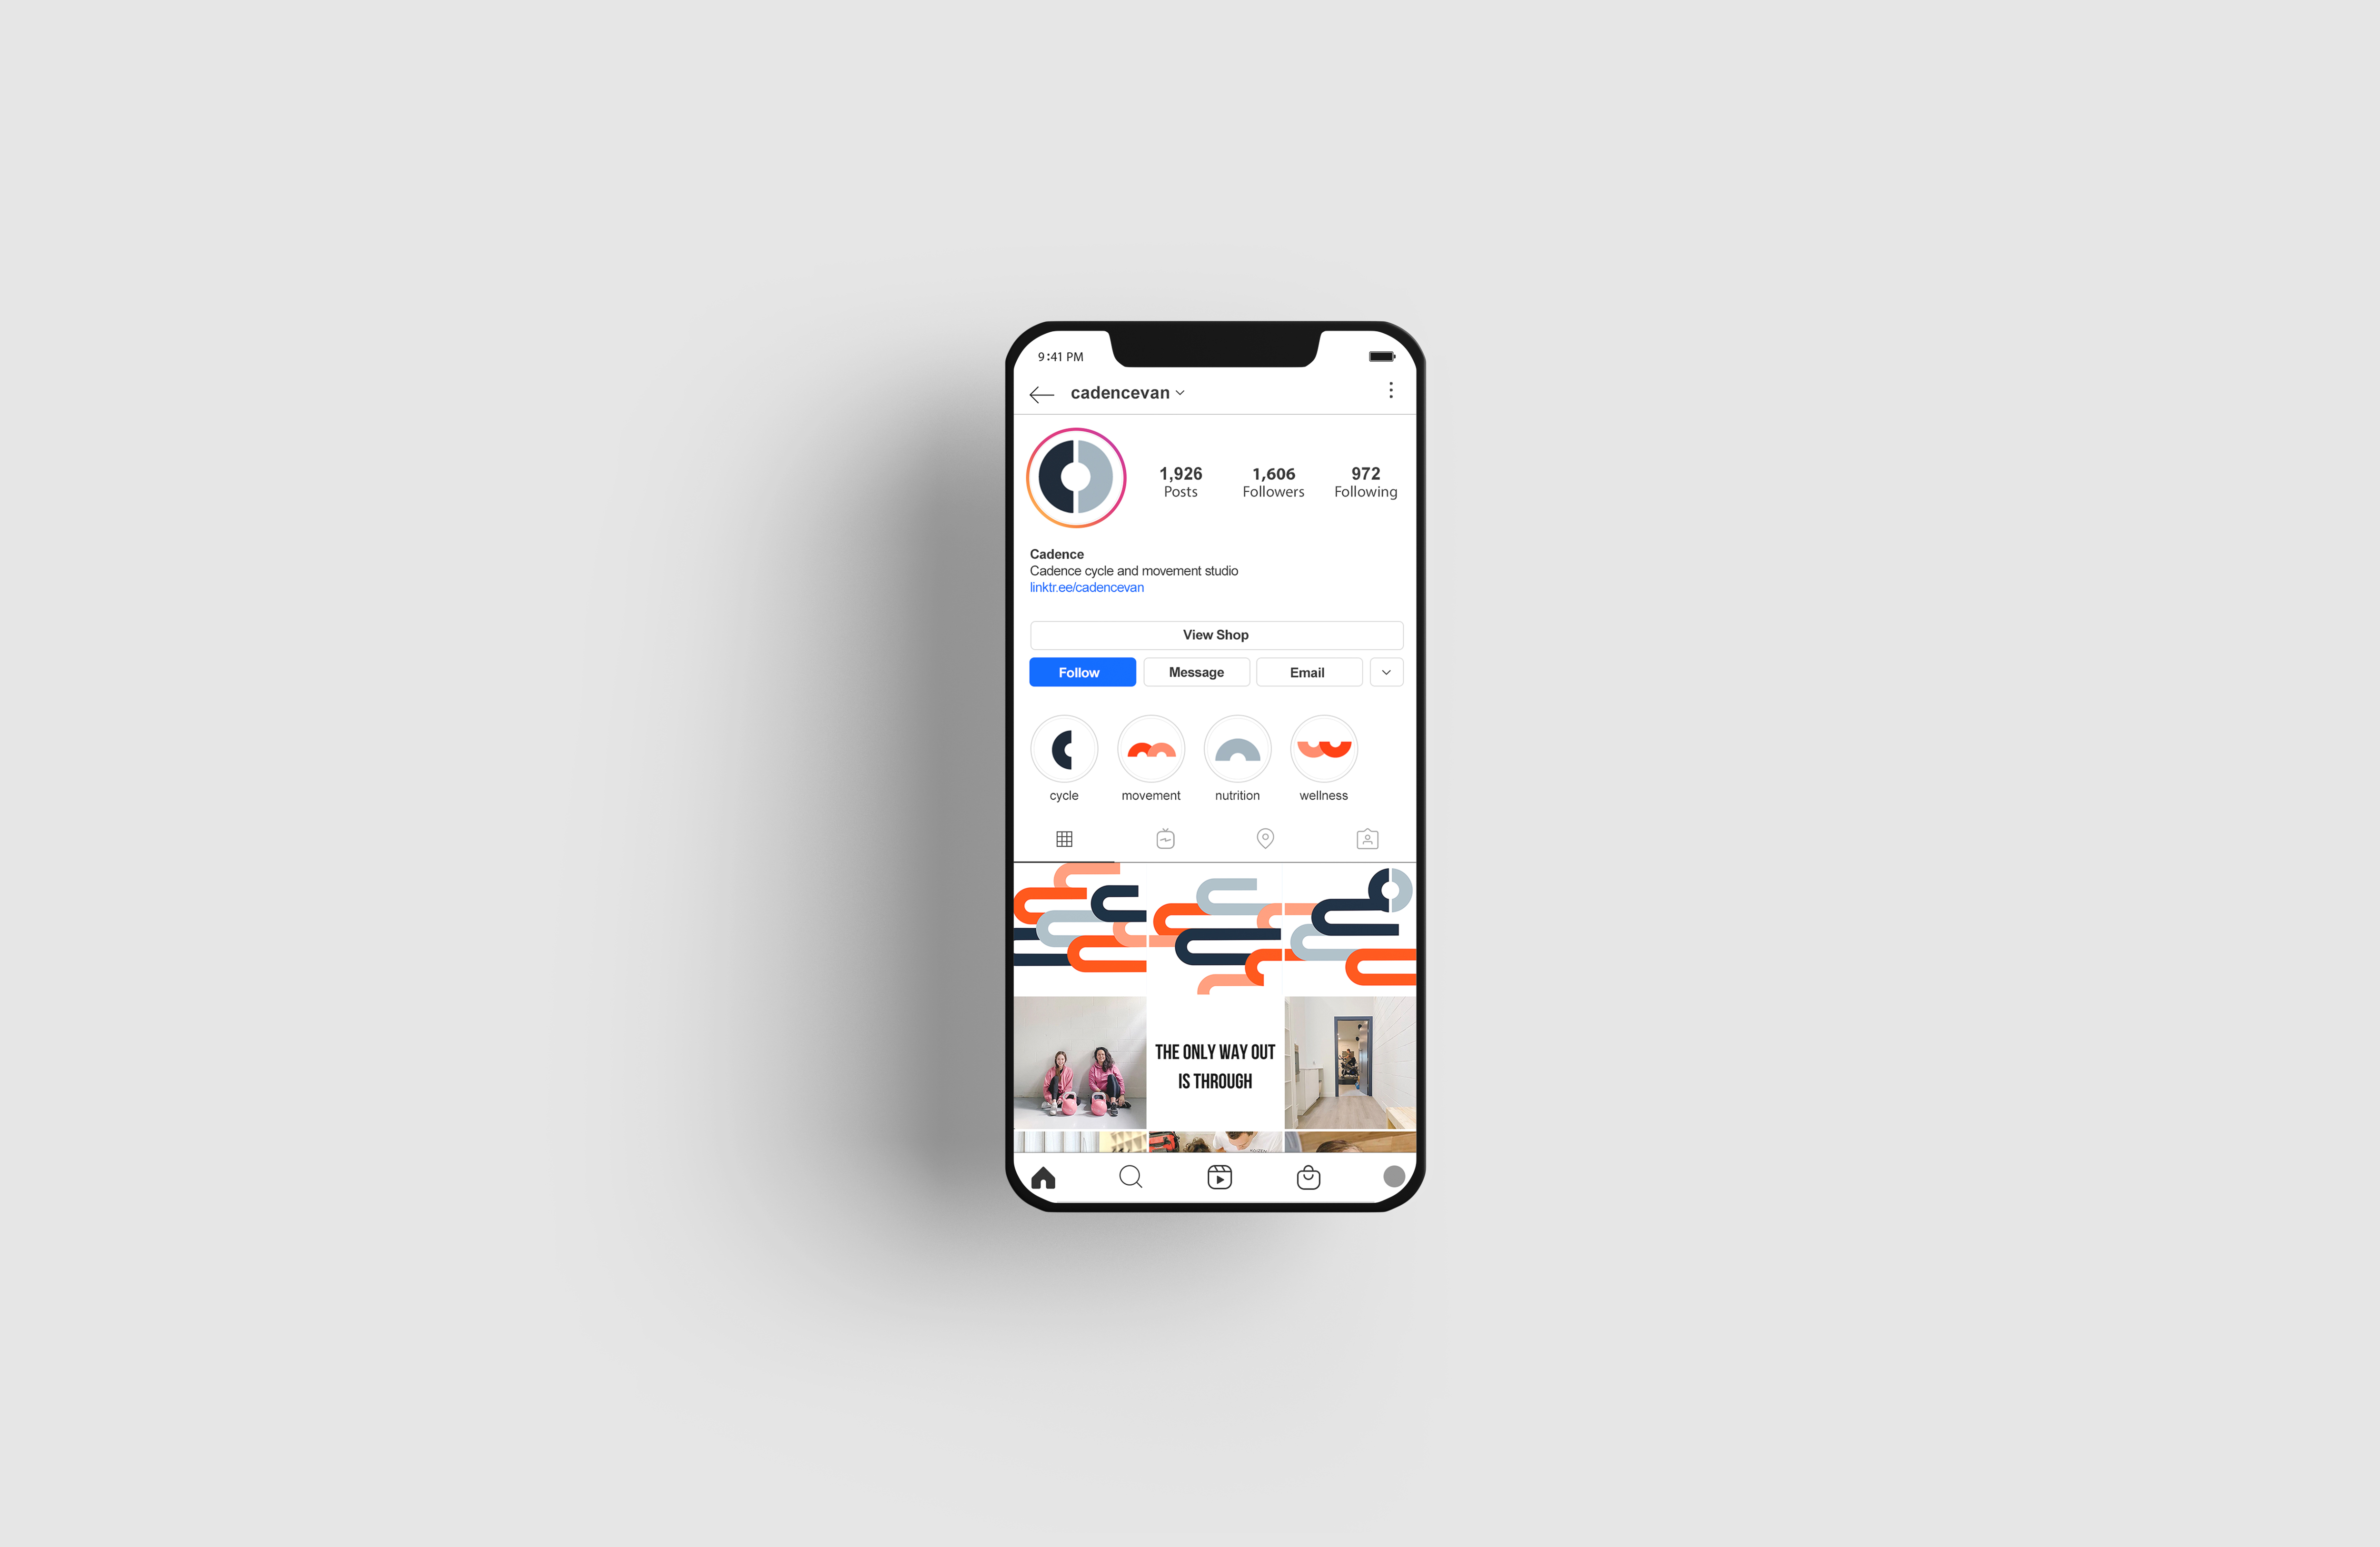 9:41 PM
cadencevan
1,926 1,606 972
Posts Followers Following
Cadence
Cadence cycle and movement studio
linktr.ee/cadencevan
View Shop
Follow Message Email
cycle movement nutrition wellness
THE ONLY WAY OUT
IS THROUGH